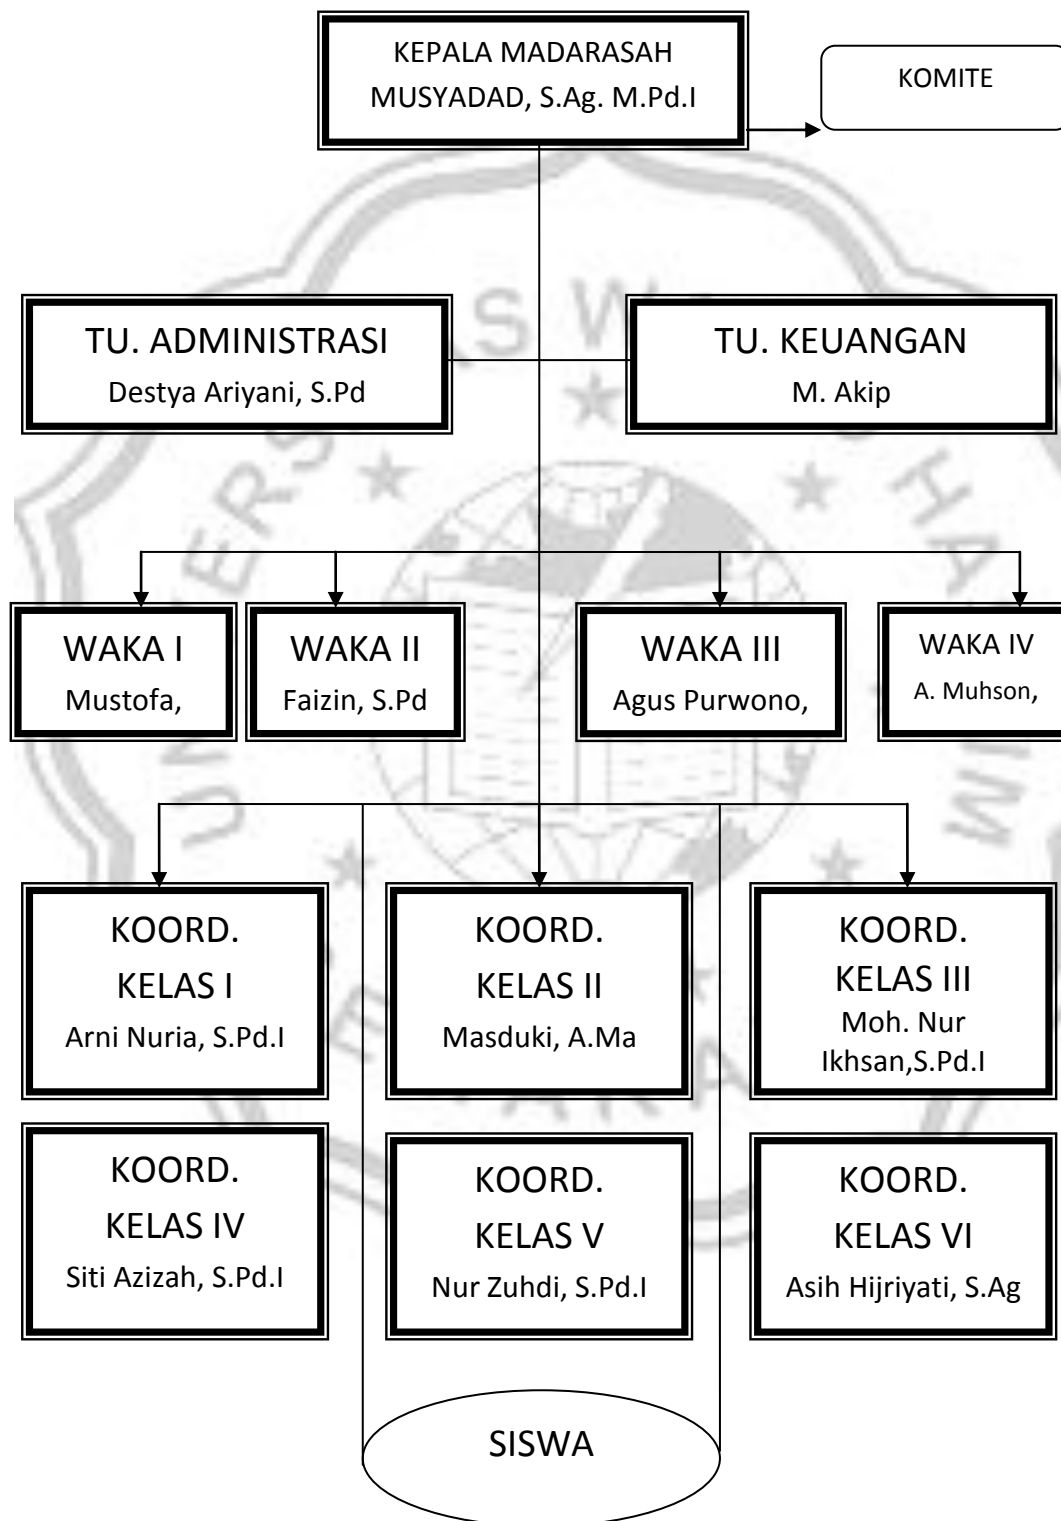 KEPALA MADARASAH
MUSYADAD, S.Ag. M.Pd.I
KOMITE
TU. ADMINISTRASI
Destya Ariyani, S.Pd
TU. KEUANGAN
M. Akip
WAKA I
Mustofa,
WAKA II
Faizin, S.Pd
WAKA III
Agus Purwono,
WAKA IV
A. Muhson,
KOORD.
KELAS I
Arni Nuria, S.Pd.I
KOORD.
KELAS II
Masduki, A.Ma
KOORD.
KELAS III
Moh. Nur
Ikhsan,S.Pd.I
KOORD.
KELAS IV
Siti Azizah, S.Pd.I
KOORD.
KELAS V
Nur Zuhdi, S.Pd.I
KOORD.
KELAS VI
Asih Hijriyati, S.Ag
SISWA